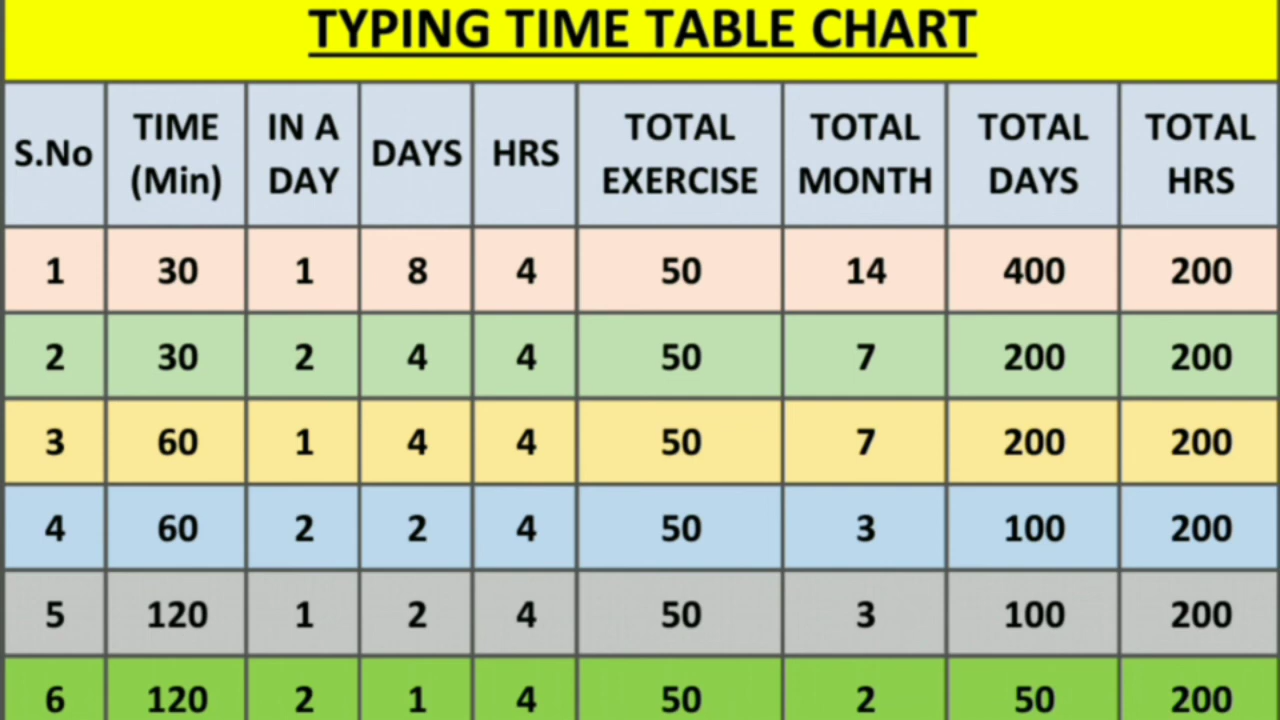 TYPING TIME TABLE CHART
S.No TIME (Min) IN A DAY DAYS HRS TOTAL EXERCISE TOTAL MONTH TOTAL DAYS TOTAL HRS
1 30 1 8 4 50 14 400 200
2 30 2 4 4 50 7 200 200
3 60 1 4 4 50 7 200 200
4 60 2 2 4 50 3 100 200
5 120 1 2 4 50 3 100 200
6 120 2 1 4 50 2 50 200